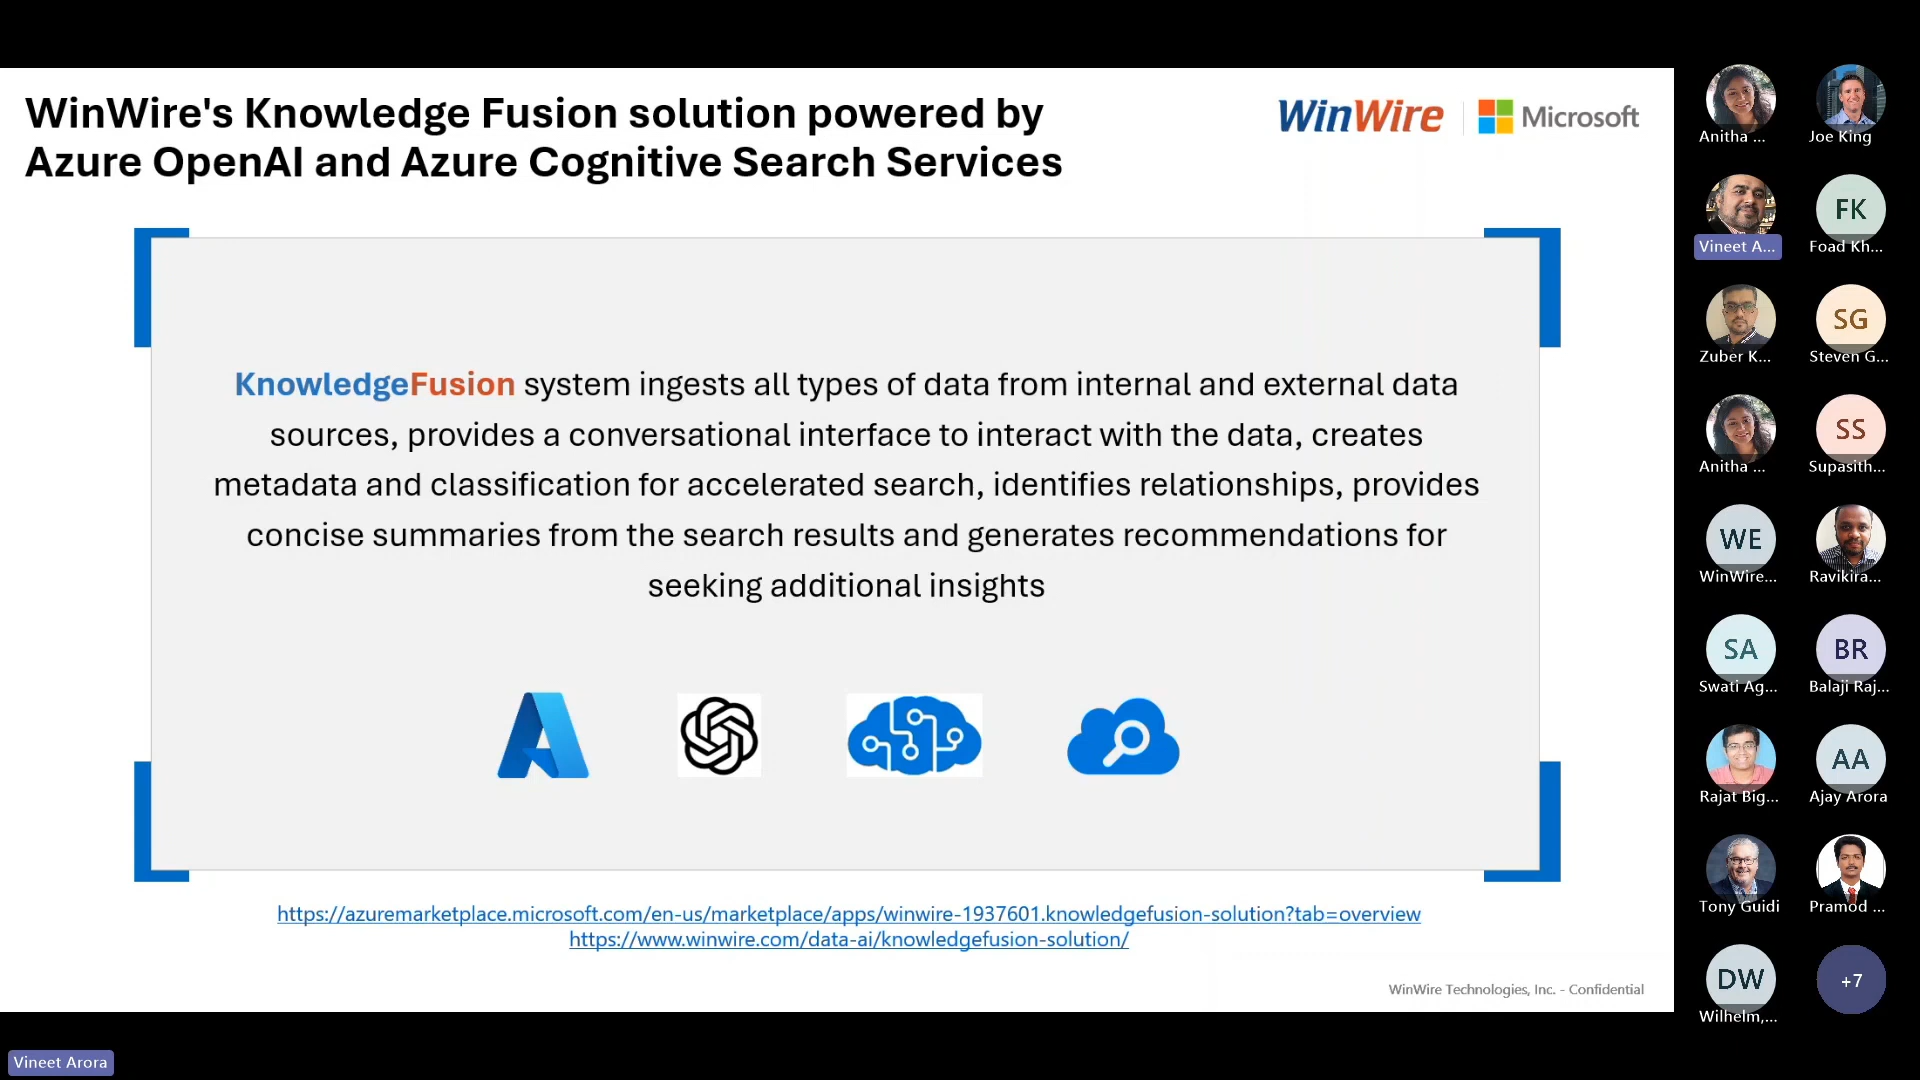 WinWire's Knowledge Fusion solution powered by
Azure OpenAI and Azure Cognitive Search Services
WinWire | Microsoft
KnowledgeFusion system ingests all types of data from internal and external data
sources, provides a conversational interface to interact with the data, creates
metadata and classification for accelerated search, identifies relationships, provides
concise summaries from the search results and generates recommendations for
seeking additional insights
https://azuremarketplace.microsoft.com/en-us/marketplace/apps/winwire-1937601.knowledgefusion-solution?tab=overview
https://www.winwire.com/data-ai/knowledgefusion-solution/
WinWire Technologies, Inc. - Confidential
Anitha ...
Joe King
Vineet A...
FK
Foad Kh...
Zuber K...
SG
Steven G...
Anitha ...
SS
Supasith...
WE
WinWire...
Ravikira...
SA
Swati Ag...
BR
Balaji Raj...
Rajat Big...
AA
Ajay Arora
Tony Guidi
Pramod ...
DW
Wilhelm,...
+7
Vineet Arora